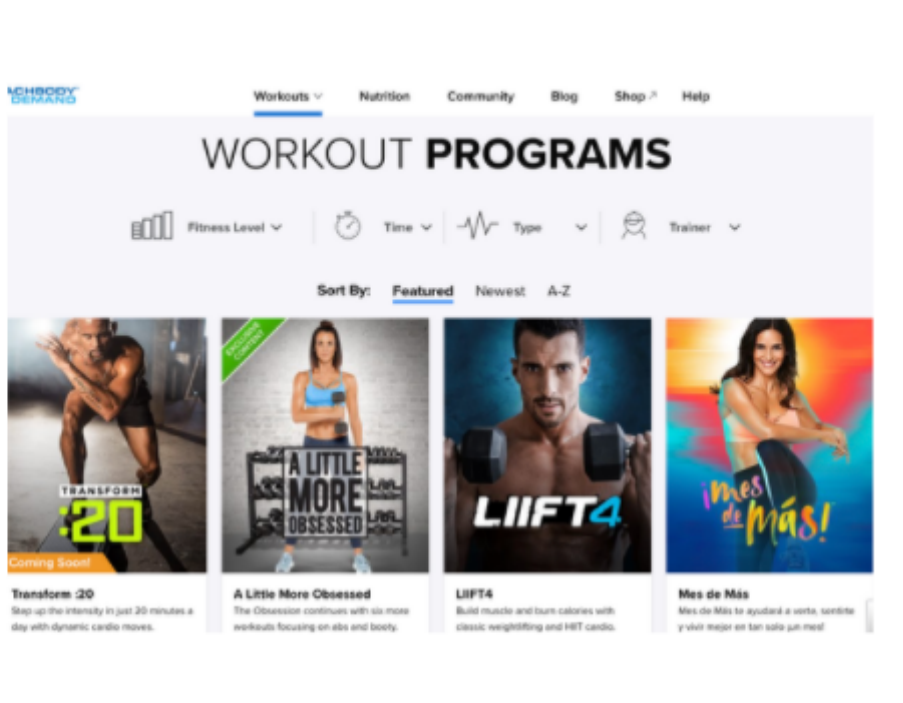 ACHBODY
DEMAND
Workouts Nutrition Community Blog Shop Help
WORKOUT PROGRAMS
Fitness Level Time Type Trainer
Sort By: Featured Newest A-Z
EXCLUSIVE
CONTENT
TRANSFORM
:20
Coming Soon!
A LITTLE
MORE
OBSESSED
LIIFT4
¡mes
de Más!
Transform :20
Step up the intensity in just 20 minutes a
day with dynamic cardio moves.
A Little More Obsessed
The Obsession continues with six more
workouts focusing on abs and booty.
LIIFT4
Build muscle and burn calories with
classic weightlifting and HIIT cardio.
Mes de Más
Mes de Más te ayudará a verte, sentirte
y vivir mejor en tan solo ¡un mes!